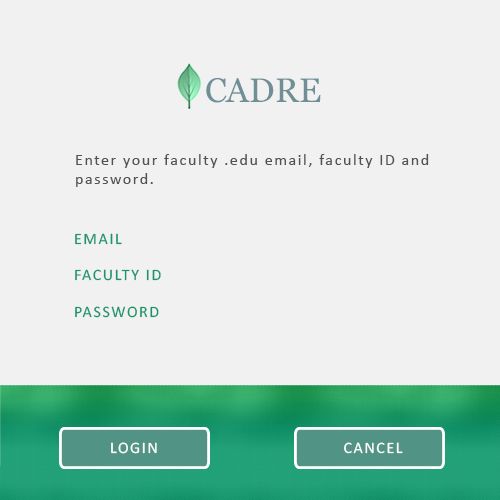 CADRE
Enter your faculty .edu email, faculty ID and
password.
EMAIL
FACULTY ID
PASSWORD
LOGIN
CANCEL